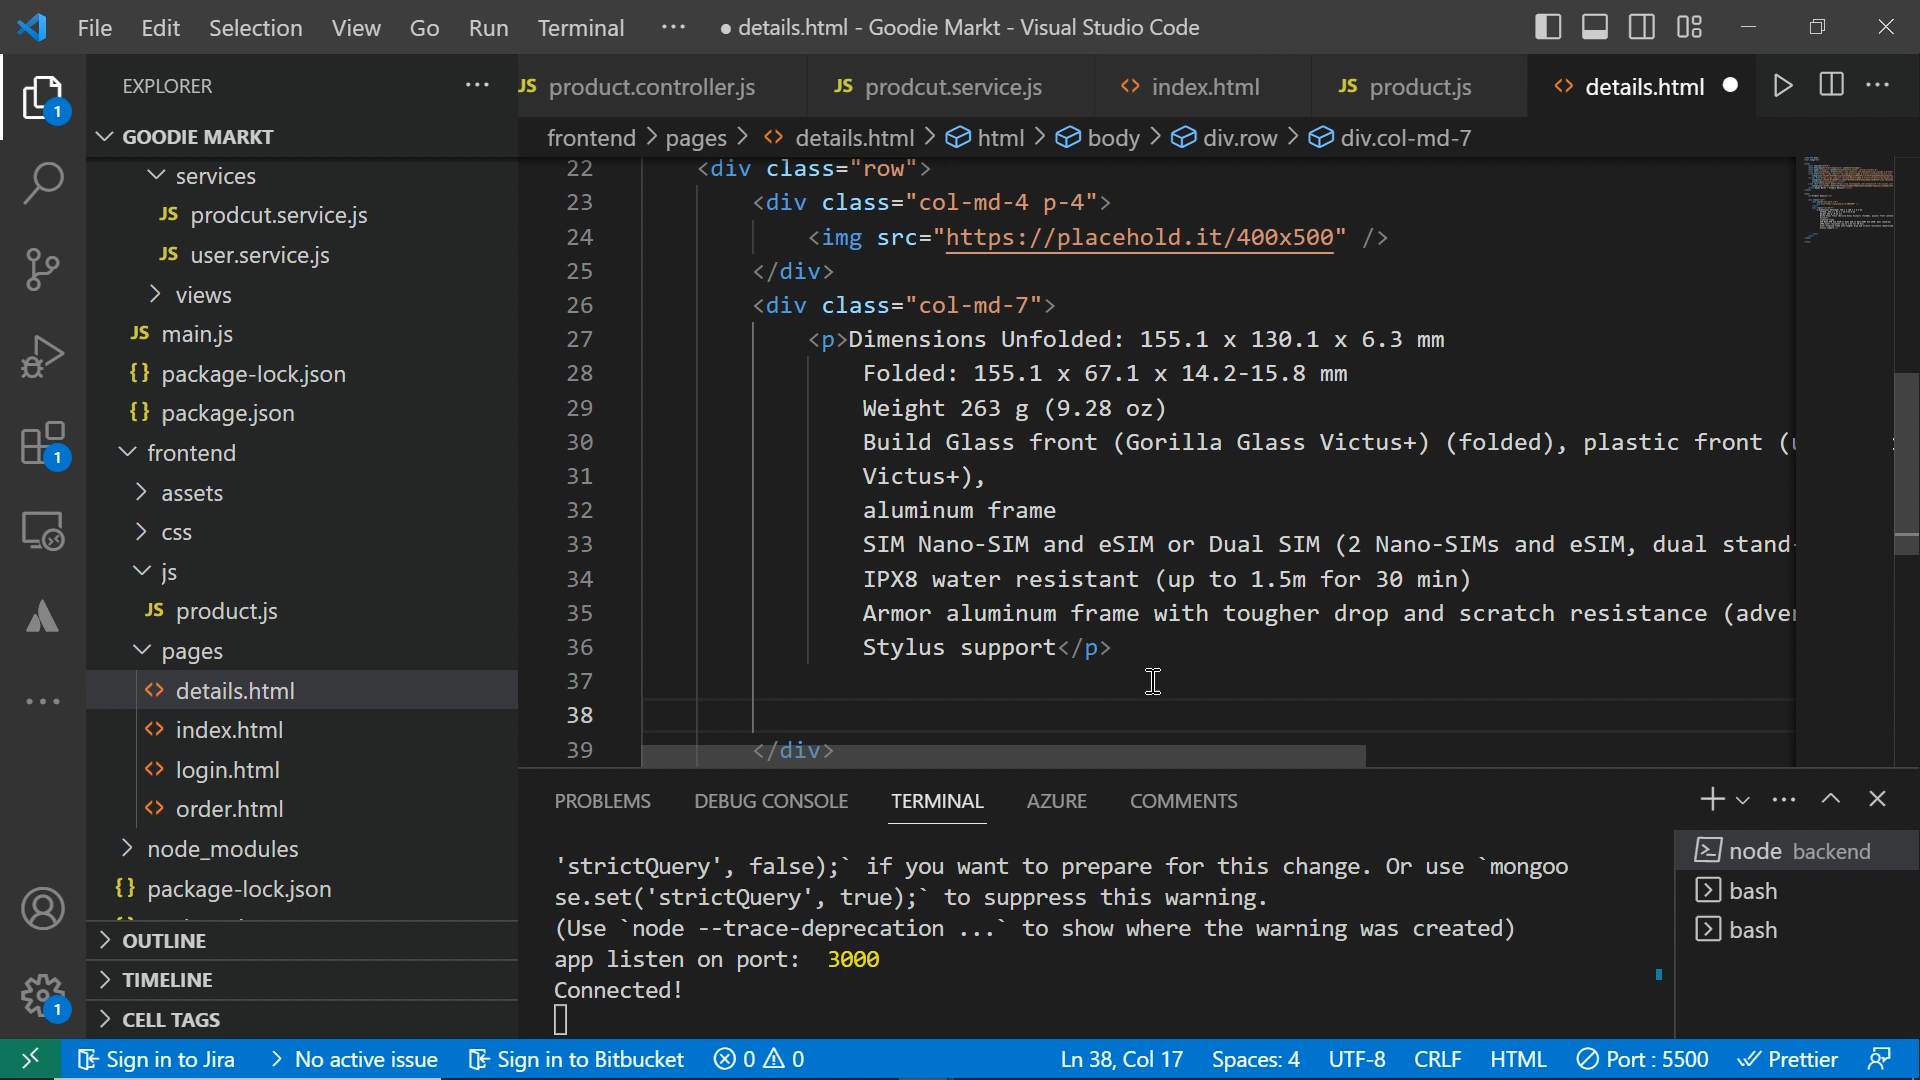 File Edit Selection View Go Run Terminal ··· ● details.html - Goodie Markt - Visual Studio Code
EXPLORER ···
JS product.controller.js JS prodcut.service.js <> index.html JS product.js <> details.html ●
frontend > pages > <> details.html > html > body > div.row > div.col-md-7
GOODIE MARKT
services
JS prodcut.service.js
JS user.service.js
views
JS main.js
{} package-lock.json
{} package.json
frontend
assets
css
js
JS product.js
pages
<> details.html
<> index.html
<> login.html
<> order.html
node_modules
{} package-lock.json
OUTLINE
TIMELINE
CELL TAGS
1
1
1
22 <div class="row">
23 <div class="col-md-4 p-4">
24 <img src="https://placehold.it/400x500" />
25 </div>
26 <div class="col-md-7">
27 <p>Dimensions Unfolded: 155.1 x 130.1 x 6.3 mm
28 Folded: 155.1 x 67.1 x 14.2-15.8 mm
29 Weight 263 g (9.28 oz)
30 Build Glass front (Gorilla Glass Victus+) (folded), plastic front (
31 Victus+),
32 aluminum frame
33 SIM Nano-SIM and eSIM or Dual SIM (2 Nano-SIMs and eSIM, dual stand-
34 IPX8 water resistant (up to 1.5m for 30 min)
35 Armor aluminum frame with tougher drop and scratch resistance (adve
36 Stylus support</p>
37
38
39 </div>
PROBLEMS DEBUG CONSOLE TERMINAL AZURE COMMENTS
'strictQuery', false);` if you want to prepare for this change. Or use `mongoo
se.set('strictQuery', true);` to suppress this warning.
(Use `node --trace-deprecation ...` to show where the warning was created)
app listen on port: 3000
Connected!
node backend
bash
bash
Sign in to Jira > No active issue Sign in to Bitbucket 0 0 Ln 38, Col 17 Spaces: 4 UTF-8 CRLF HTML Port : 5500 Prettier